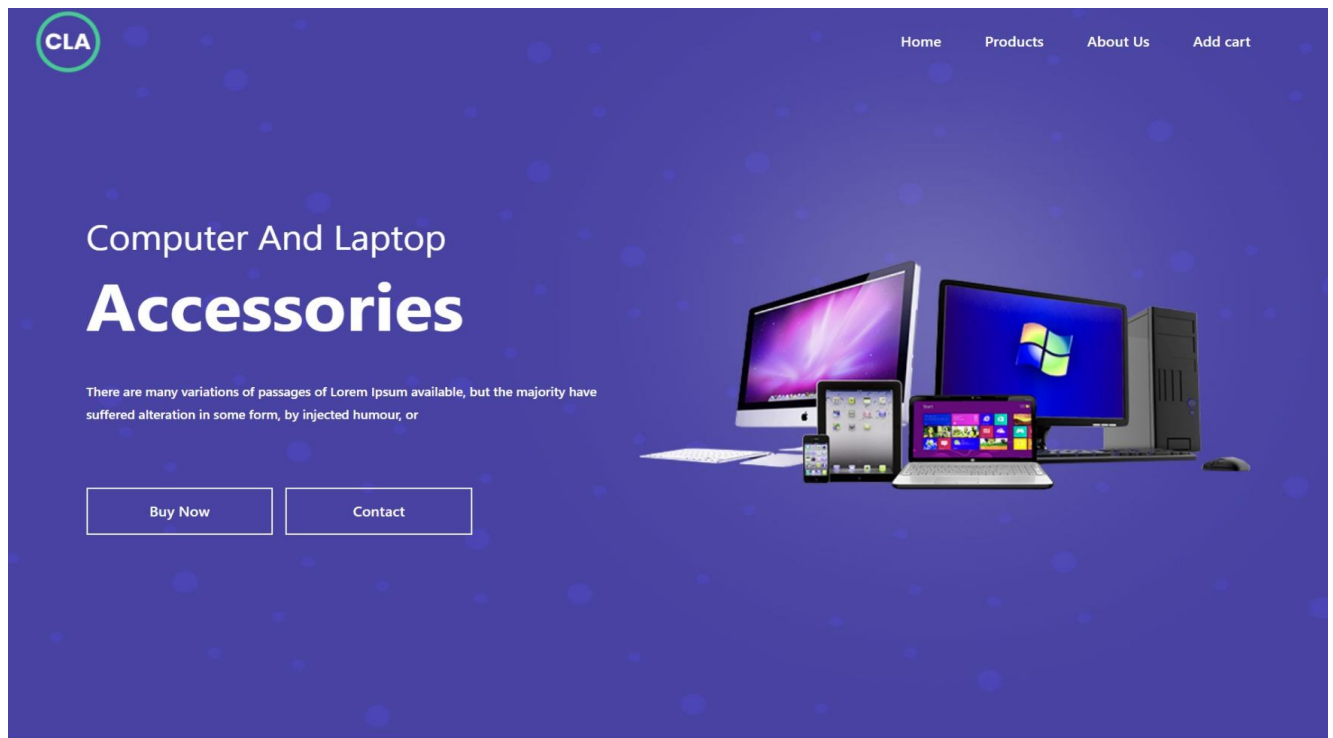 CLA
Home Products About Us Add cart
Computer And Laptop
Accessories
There are many variations of passages of Lorem Ipsum available, but the majority have
suffered alteration in some form, by injected humour, or
Buy Now Contact
Start